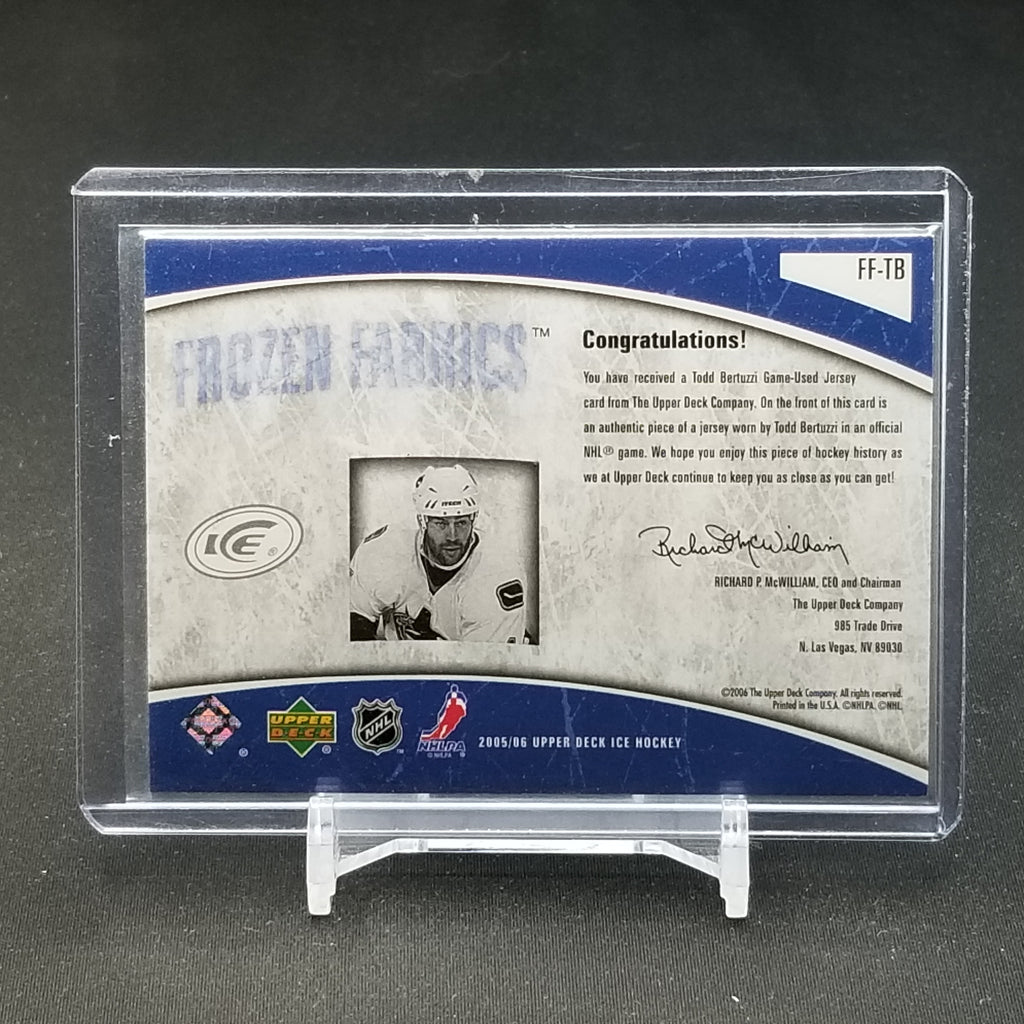 FF-TB
FROZEN FABRICS™
Congratulations!
You have received a Todd Bertuzzi Game-Used Jersey
card from The Upper Deck Company. On the front of this card is
an authentic piece of a jersey worn by Todd Bertuzzi in an official
NHL® game. We hope you enjoy this piece of hockey history as
we at Upper Deck continue to keep you as close as you can get!
ICE®
ITECH
Richard P. McWilliam
RICHARD P. McWILLIAM, CEO and Chairman
The Upper Deck Company
985 Trade Drive
N. Las Vegas, NV 89030
©2006 The Upper Deck Company. All rights reserved.
Printed in the U.S.A. ©NHLPA. ©NHL.
®
UPPER
DECK®
NHL™
NHLPA®
©NHLPA
2005/06 UPPER DECK ICE HOCKEY